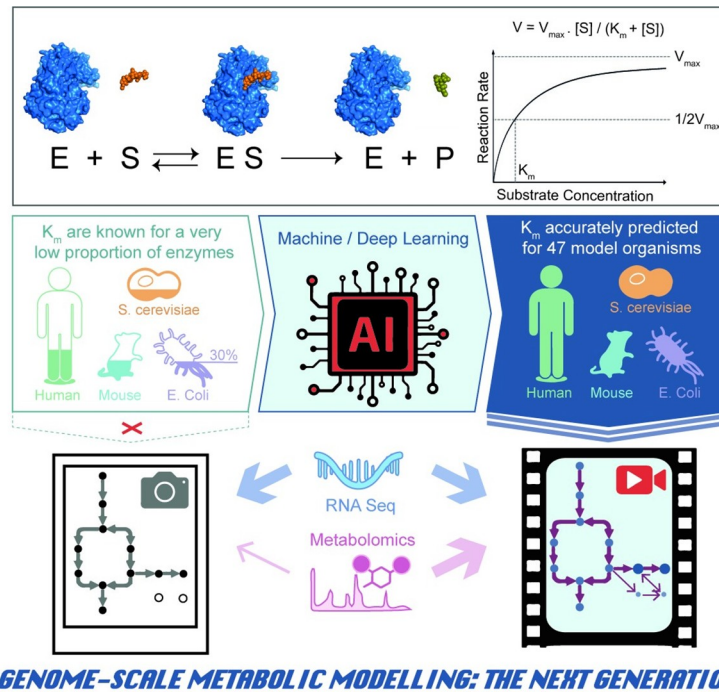 V = Vmax . [S] / (Km + [S])
Vmax
1/2Vmax
Reaction Rate
Km
Substrate Concentration
E + S ⇌ E S → E + P
Km are known for a very
low proportion of enzymes
S. cerevisiae
30%
Human
Mouse
E. Coli
Machine / Deep Learning
AI
Km accurately predicted
for 47 model organisms
S. cerevisiae
Human
Mouse
E. Coli
RNA Seq
Metabolomics
GENOME-SCALE METABOLIC MODELLING: THE NEXT GENERATIO